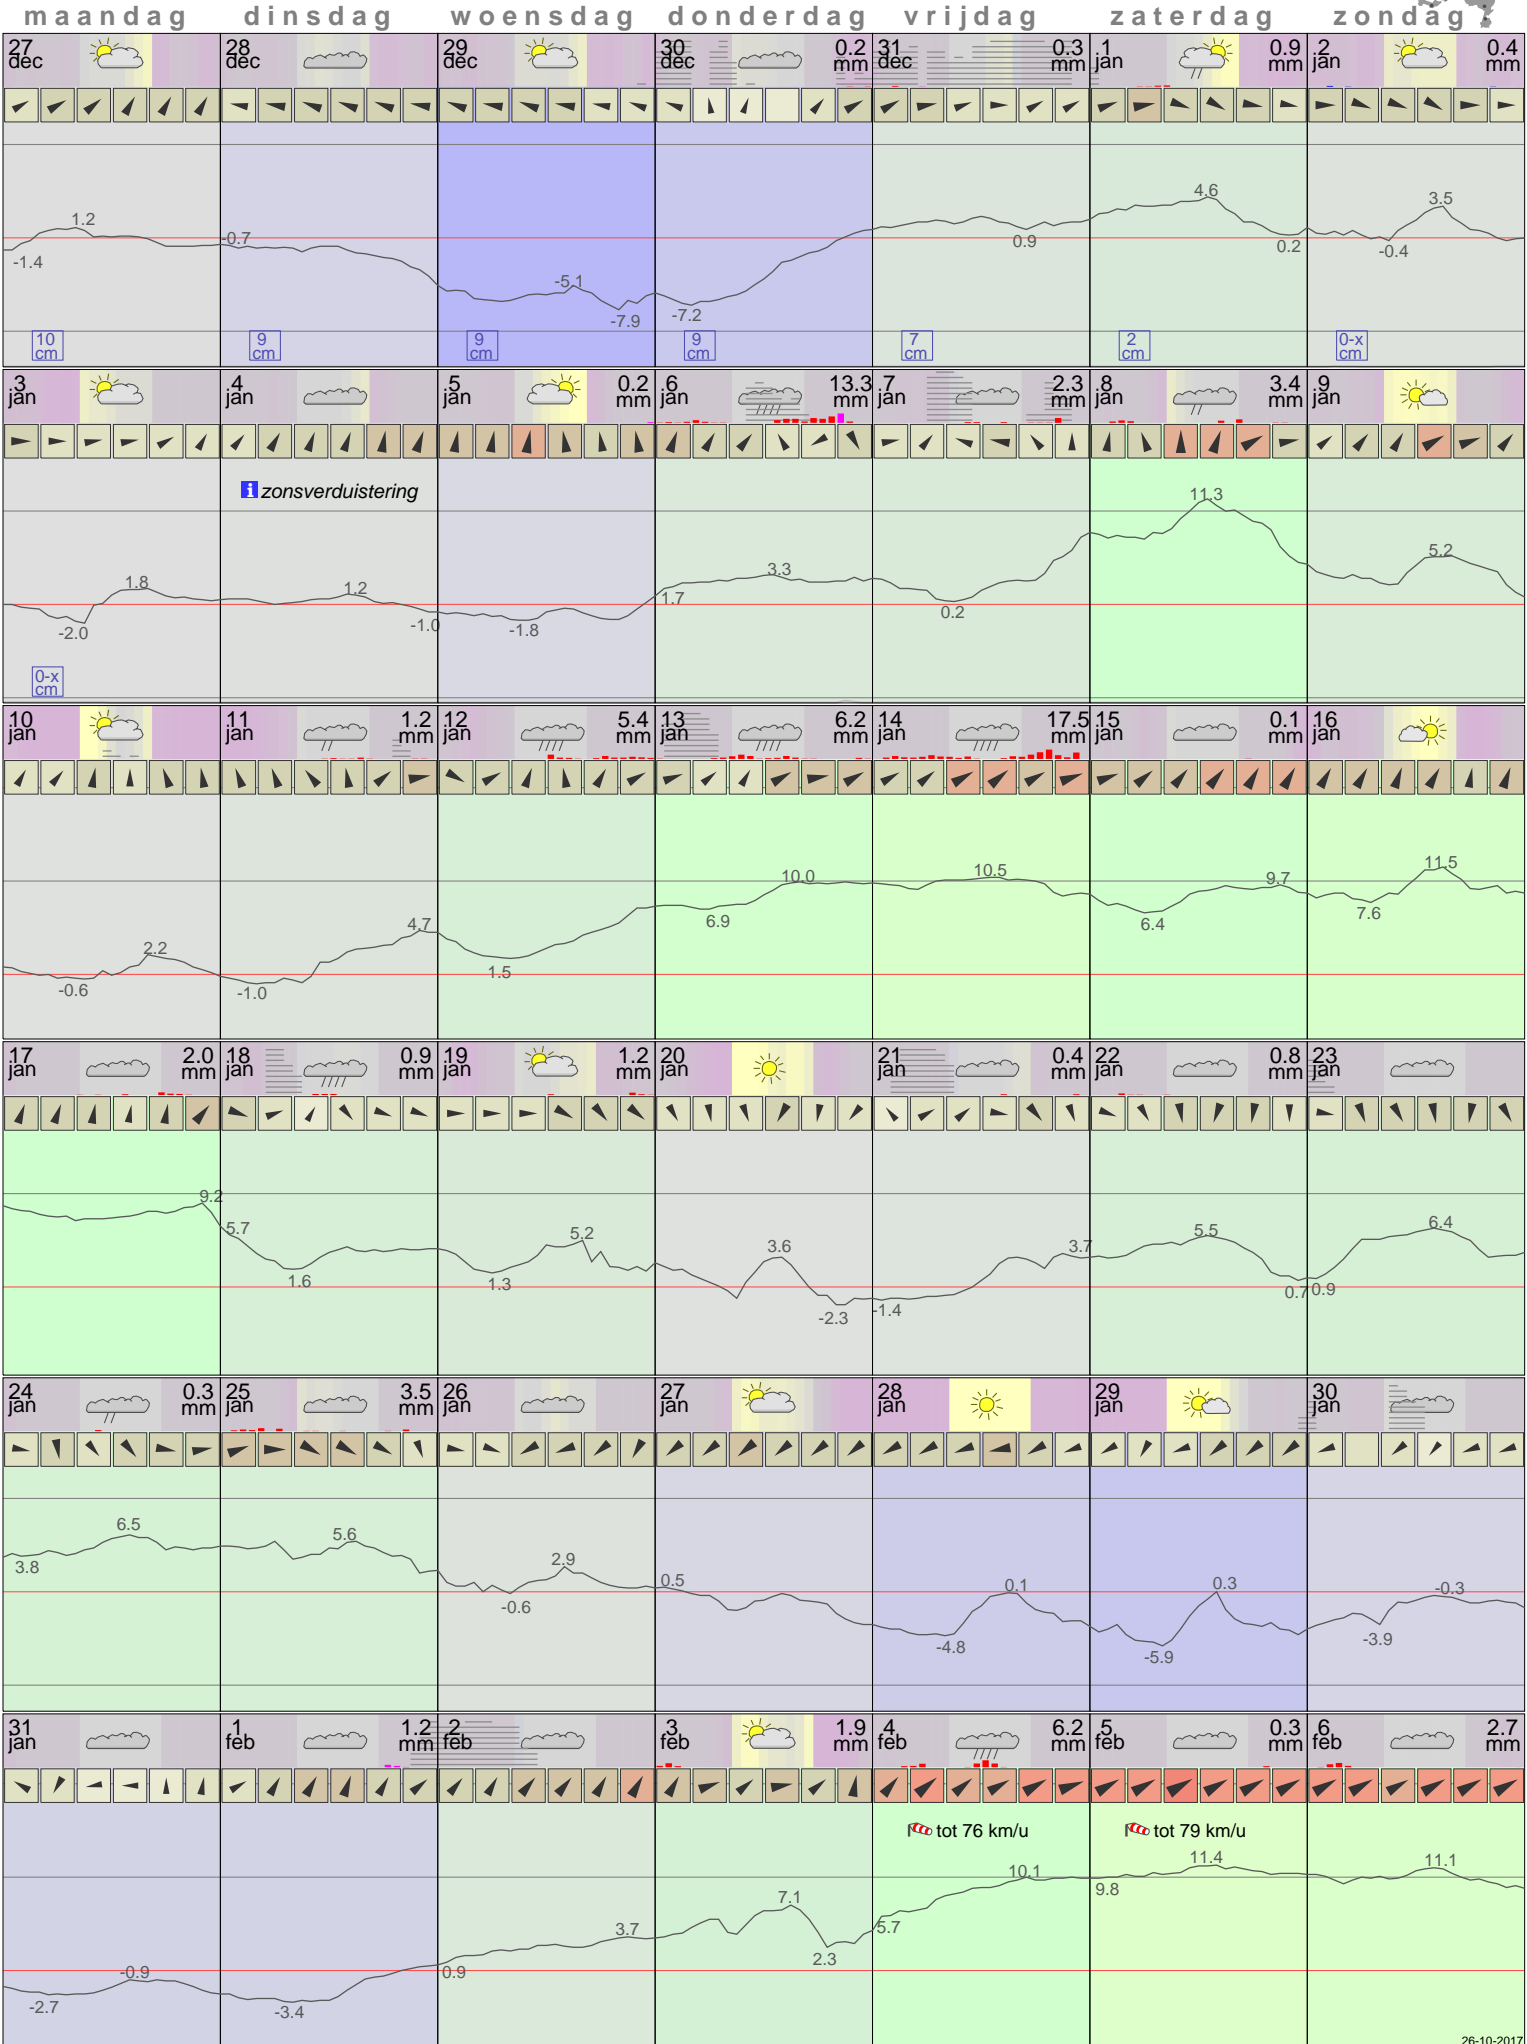 maandag dinsdag woensdag donderdag vrijdag zaterdag zondag
27 dec 28 dec 29 dec 30 dec 0.2 mm 31 dec 0.3 mm 1 jan 0.9 mm 2 jan 0.4 mm
1.2 -1.4 -0.7 -5.1 -7.9 -7.2 0.9 4.6 0.2 -0.4 3.5
10 cm 9 cm 9 cm 9 cm 7 cm 2 cm 0-x cm
3 jan 4 jan 5 jan 0.2 mm 6 jan 13.3 mm 7 jan 2.3 mm 8 jan 3.4 mm 9 jan
i zonsverduistering
-2.0 1.8 1.2 -1.0 -1.8 1.7 3.3 0.2 11.3 5.2
0-x cm
10 jan 11 jan 1.2 mm 12 jan 5.4 mm 13 jan 6.2 mm 14 jan 17.5 mm 15 jan 0.1 mm 16 jan
-0.6 2.2 -1.0 4.7 1.5 6.9 10.0 10.5 6.4 9.7 7.6 11.5
17 jan 2.0 mm 18 jan 0.9 mm 19 jan 1.2 mm 20 jan 21 jan 0.4 mm 22 jan 0.8 mm 23 jan
9.2 5.7 1.6 1.3 5.2 3.6 -2.3 -1.4 3.7 5.5 0.7 0.9 6.4
24 jan 0.3 mm 25 jan 3.5 mm 26 jan 27 jan 28 jan 29 jan 30 jan
3.8 6.5 5.6 -0.6 2.9 0.5 -4.8 0.1 -5.9 0.3 -3.9 -0.3
31 jan 1 feb 1.2 mm 2 feb 3 feb 1.9 mm 4 feb 6.2 mm 5 feb 0.3 mm 6 feb 2.7 mm
tot 76 km/u tot 79 km/u
-2.7 -0.9 -3.4 0.9 3.7 7.1 2.3 5.7 10.1 9.8 11.4 11.1
26-10-2017